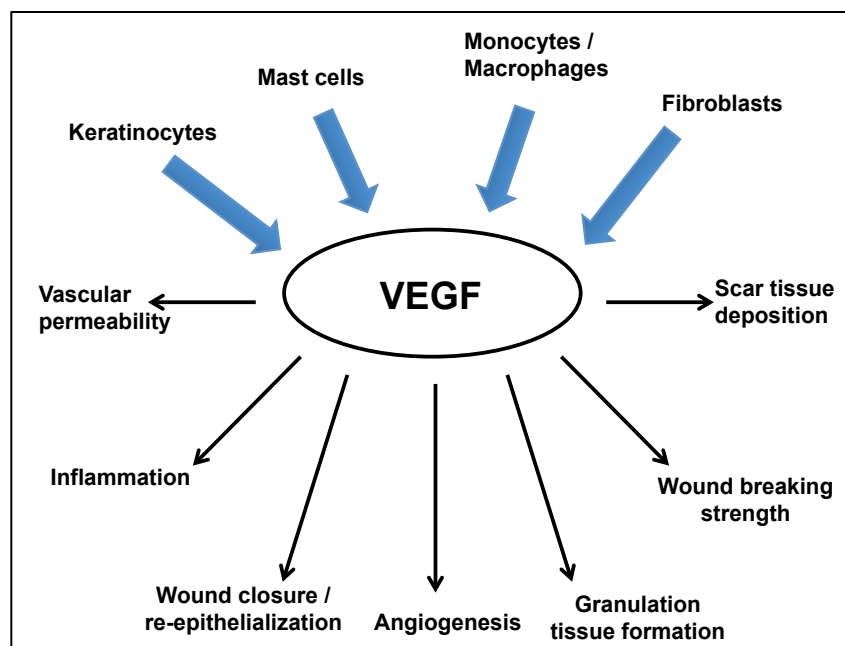 Monocytes /
Macrophages
Mast cells
Fibroblasts
Keratinocytes
VEGF
Vascular
permeability
Scar tissue
deposition
Inflammation
Wound breaking
strength
Wound closure /
re-epithelialization
Angiogenesis
Granulation
tissue formation